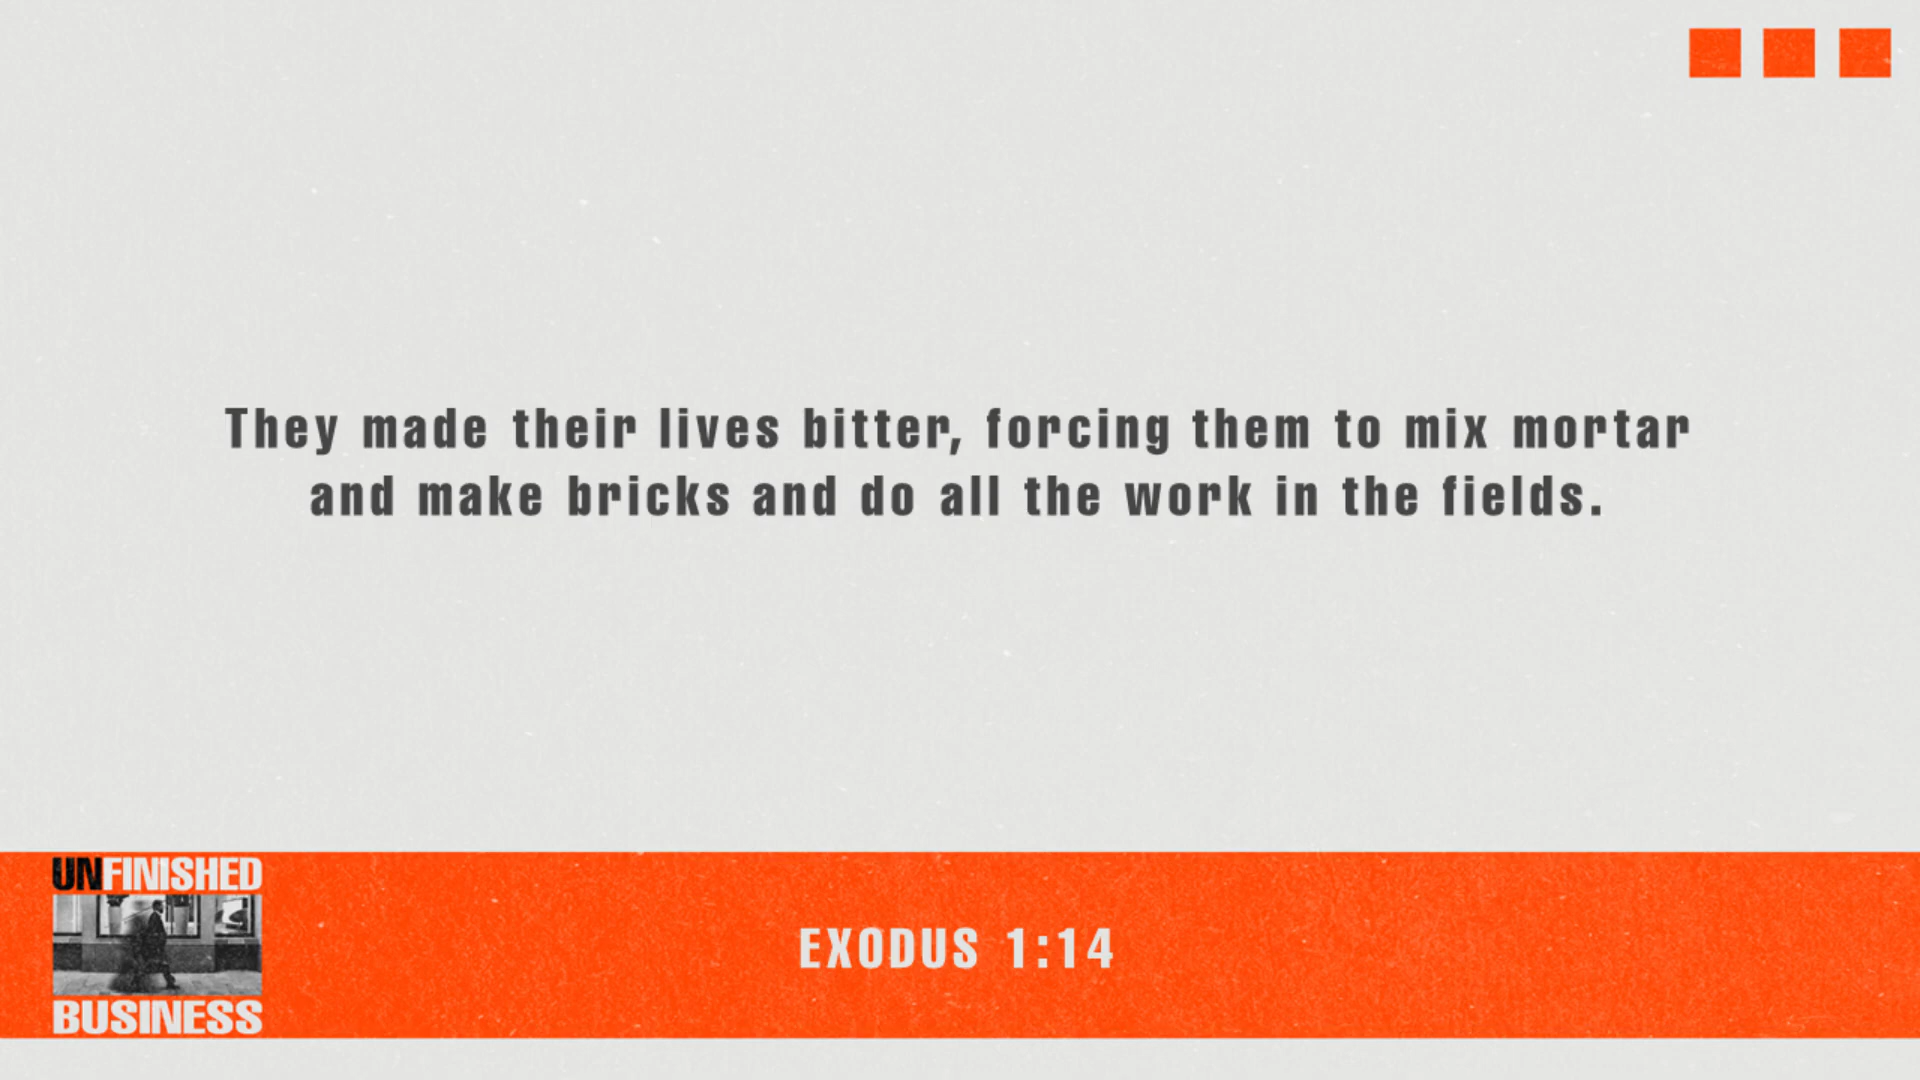 They made their lives bitter, forcing them to mix mortar
and make bricks and do all the work in the fields.
UNFINISHED
BUSINESS
EXODUS 1:14